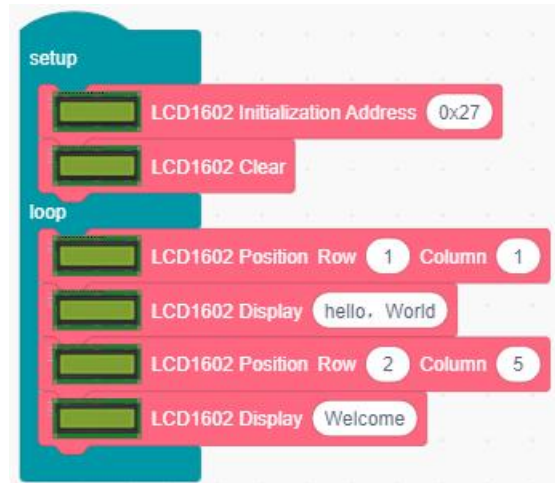 setup
LCD1602 Initialization Address 0x27
LCD1602 Clear
loop
LCD1602 Position Row 1 Column 1
LCD1602 Display hello，World
LCD1602 Position Row 2 Column 5
LCD1602 Display Welcome